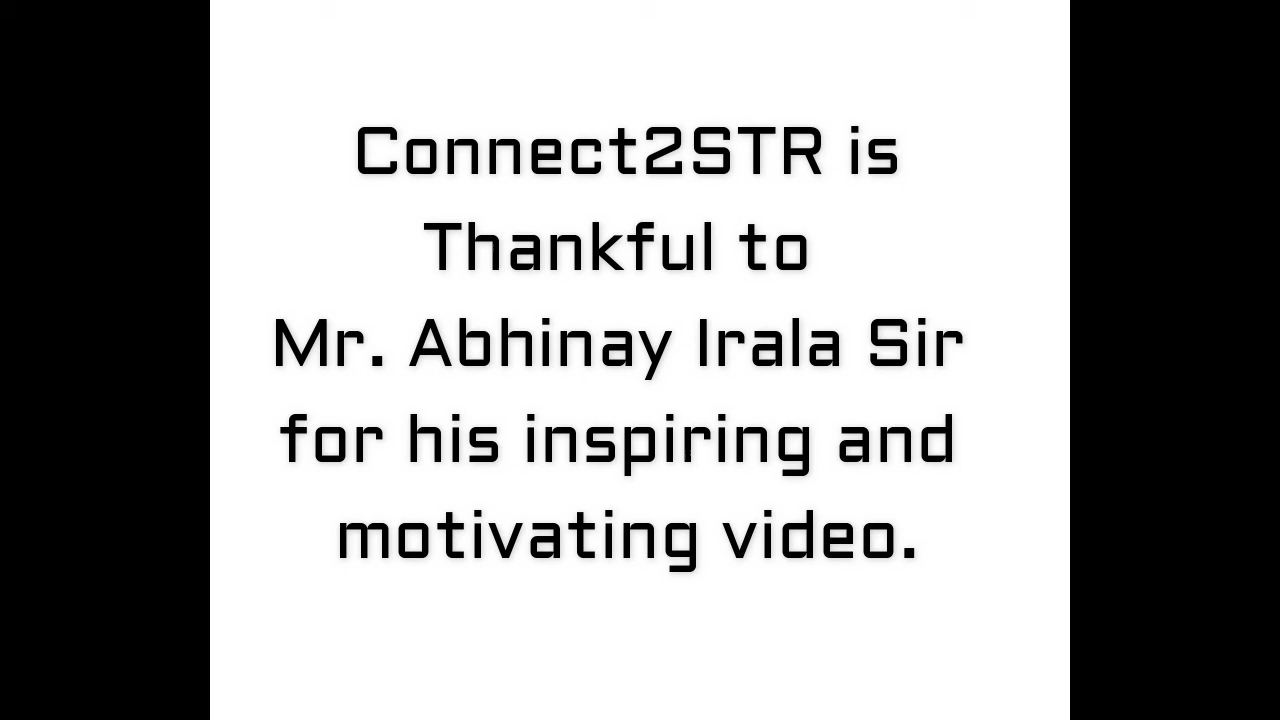 Connect2STR is
Thankful to
Mr. Abhinay Irala Sir
for his inspiring and
motivating video.